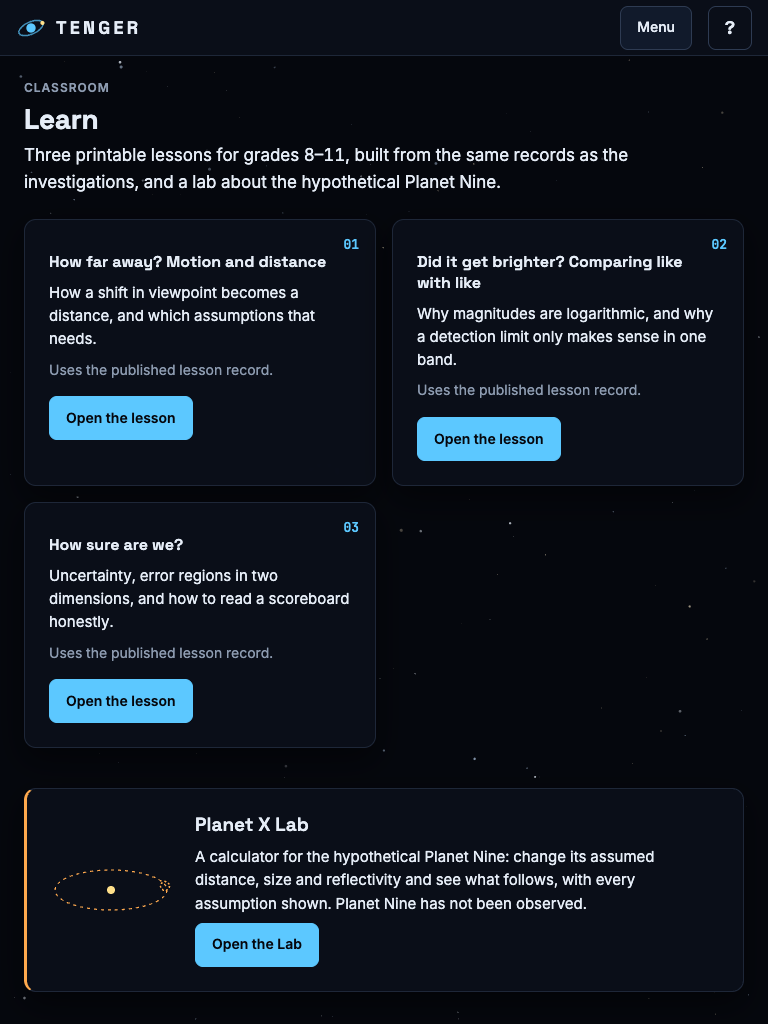 TENGER
Menu
?
CLASSROOM
Learn
Three printable lessons for grades 8–11, built from the same records as the
investigations, and a lab about the hypothetical Planet Nine.
01
How far away? Motion and distance
How a shift in viewpoint becomes a
distance, and which assumptions that
needs.
Uses the published lesson record.
Open the lesson
02
Did it get brighter? Comparing like
with like
Why magnitudes are logarithmic, and why
a detection limit only makes sense in one
band.
Uses the published lesson record.
Open the lesson
03
How sure are we?
Uncertainty, error regions in two
dimensions, and how to read a scoreboard
honestly.
Uses the published lesson record.
Open the lesson
Planet X Lab
A calculator for the hypothetical Planet Nine: change its assumed
distance, size and reflectivity and see what follows, with every
assumption shown. Planet Nine has not been observed.
Open the Lab